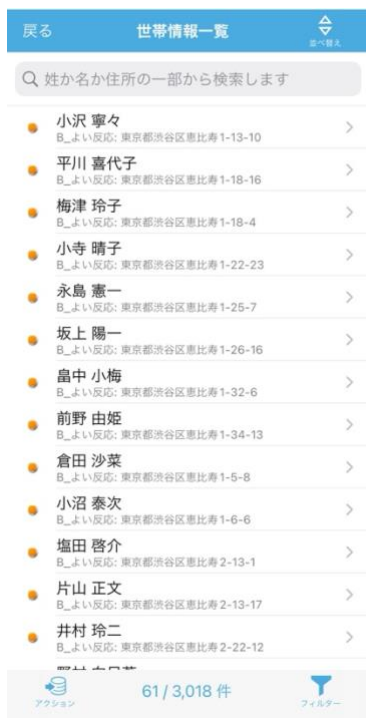 戻る
世帯情報一覧
並べ替え
姓か名か住所の一部から検索します
小沢 寧々
B_よい反応: 東京都渋谷区恵比寿1-13-10
平川 喜代子
B_よい反応: 東京都渋谷区恵比寿1-18-16
梅津 玲子
B_よい反応: 東京都渋谷区恵比寿1-18-4
小寺 晴子
B_よい反応: 東京都渋谷区恵比寿1-22-23
永島 憲一
B_よい反応: 東京都渋谷区恵比寿1-25-7
坂上 陽一
B_よい反応: 東京都渋谷区恵比寿1-26-16
畠中 小梅
B_よい反応: 東京都渋谷区恵比寿1-32-6
前野 由姫
B_よい反応: 東京都渋谷区恵比寿1-34-13
倉田 沙菜
B_よい反応: 東京都渋谷区恵比寿1-5-8
小沼 泰次
B_よい反応: 東京都渋谷区恵比寿1-6-6
塩田 啓介
B_よい反応: 東京都渋谷区恵比寿2-13-1
片山 正文
B_よい反応: 東京都渋谷区恵比寿2-13-17
井村 玲二
B_よい反応: 東京都渋谷区恵比寿2-22-12
アクション
61 / 3,018 件
フィルター